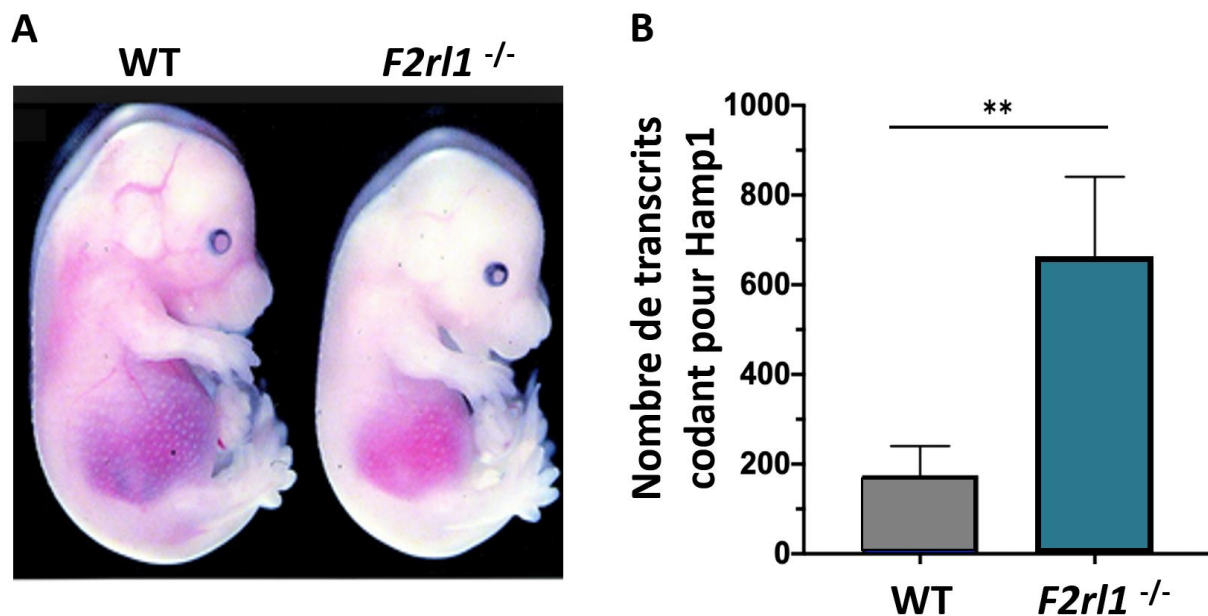 A
WT
F2rl1 -/-
B
Nombre de transcrits
codant pour Hamp1
1000
800
600
400
200
0
**
WT
F2rl1 -/-